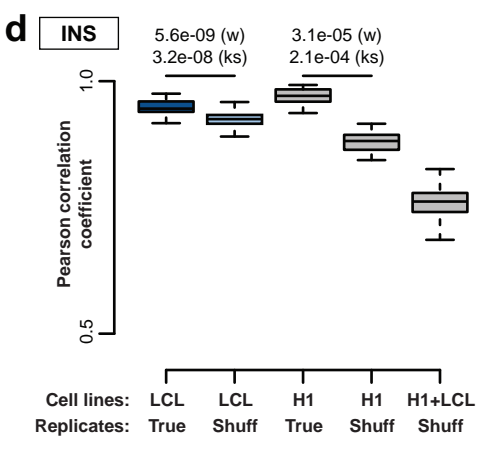 d INS
5.6e-09 (w) 3.1e-05 (w)
3.2e-08 (ks) 2.1e-04 (ks)
1.0
Pearson correlation
coefficient
0.5
Cell lines: LCL LCL H1 H1 H1+LCL
Replicates: True Shuff True Shuff Shuff